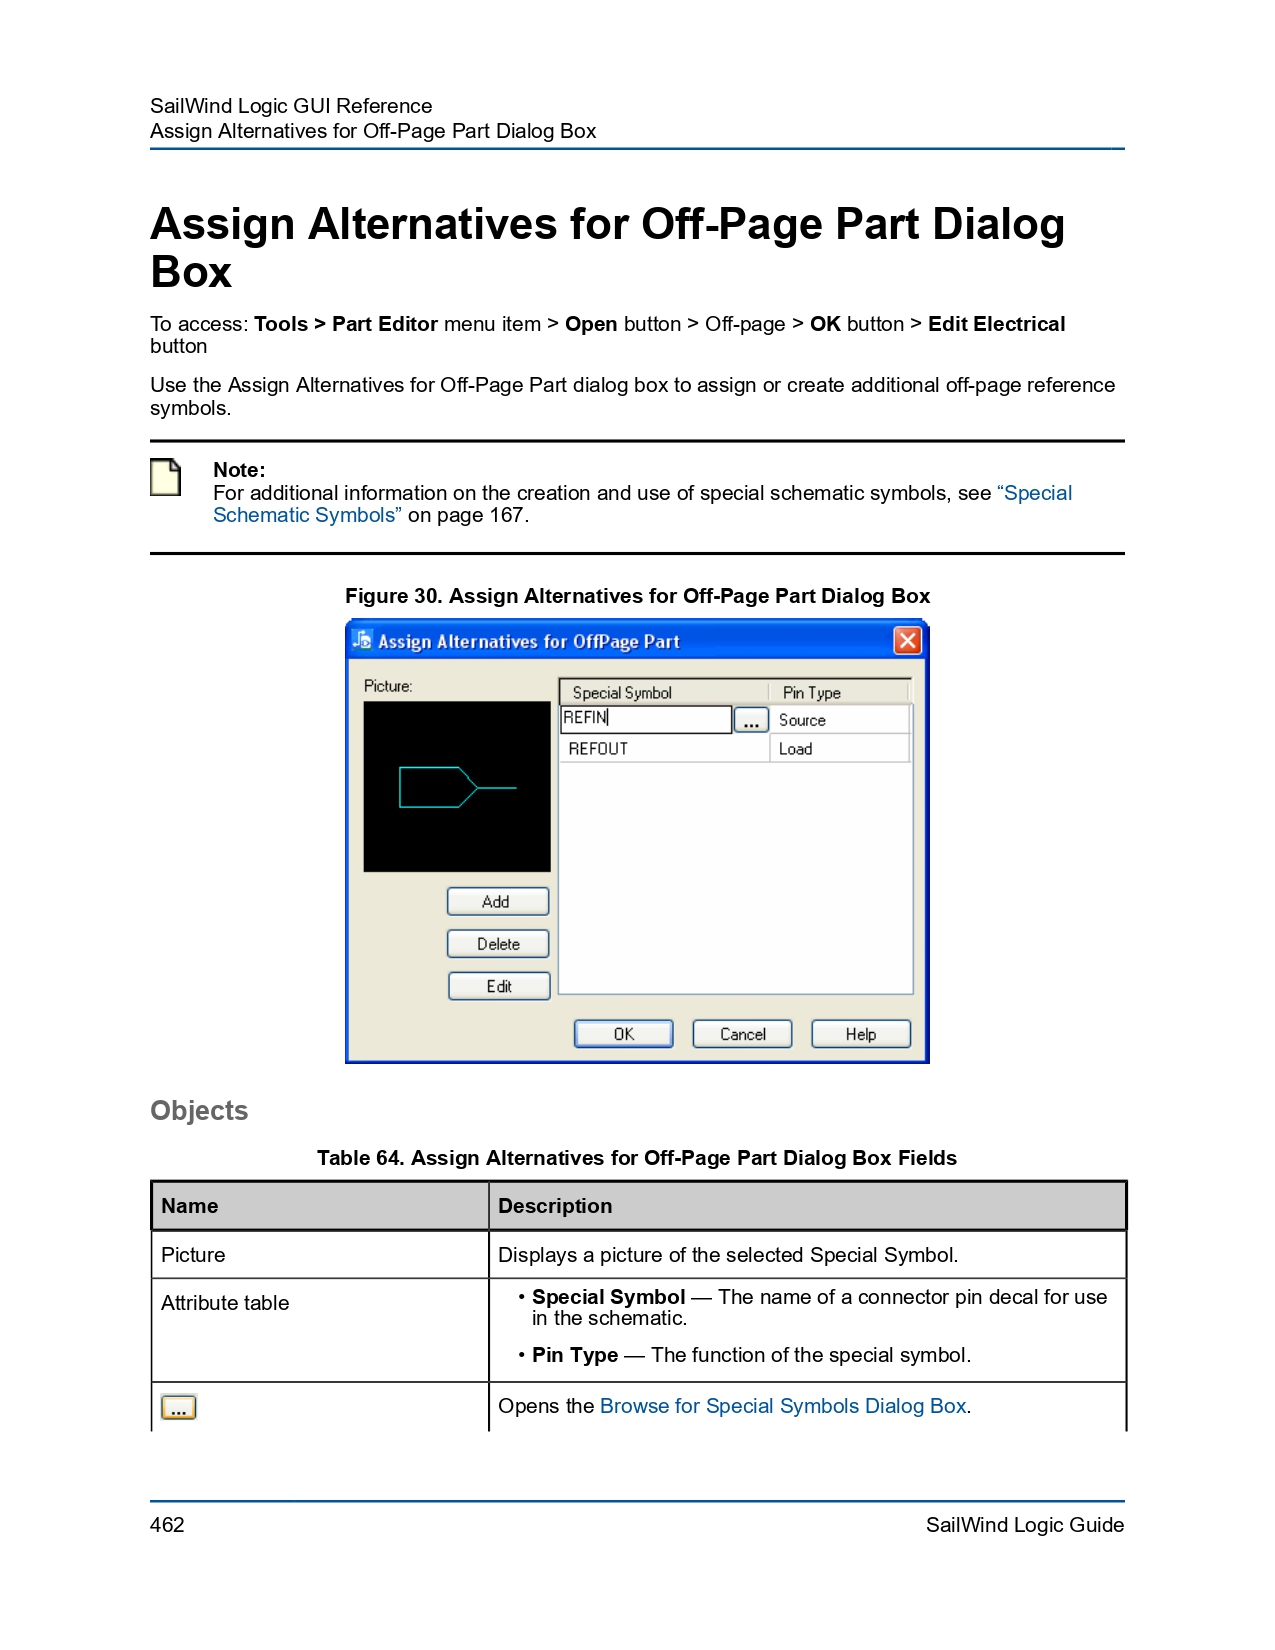 SailWind Logic GUI Reference
Assign Alternatives for Off-Page Part Dialog Box
Assign Alternatives for Off-Page Part Dialog
Box
To access: Tools > Part Editor menu item > Open button > Off-page > OK button > Edit Electrical
button
Use the Assign Alternatives for Off-Page Part dialog box to assign or create additional off-page reference
symbols.
Note:
For additional information on the creation and use of special schematic symbols, see “Special
Schematic Symbols” on page 167.
Figure 30. Assign Alternatives for Off-Page Part Dialog Box
Assign Alternatives for OffPage Part
Picture:
Special Symbol Pin Type
REFIN ... Source
REFOUT Load
Add
Delete
Edit
OK Cancel Help
Objects
Table 64. Assign Alternatives for Off-Page Part Dialog Box Fields
Name Description
Picture Displays a picture of the selected Special Symbol.
Attribute table
• Special Symbol — The name of a connector pin decal for use
in the schematic.
• Pin Type — The function of the special symbol.
... Opens the Browse for Special Symbols Dialog Box.
462 SailWind Logic Guide